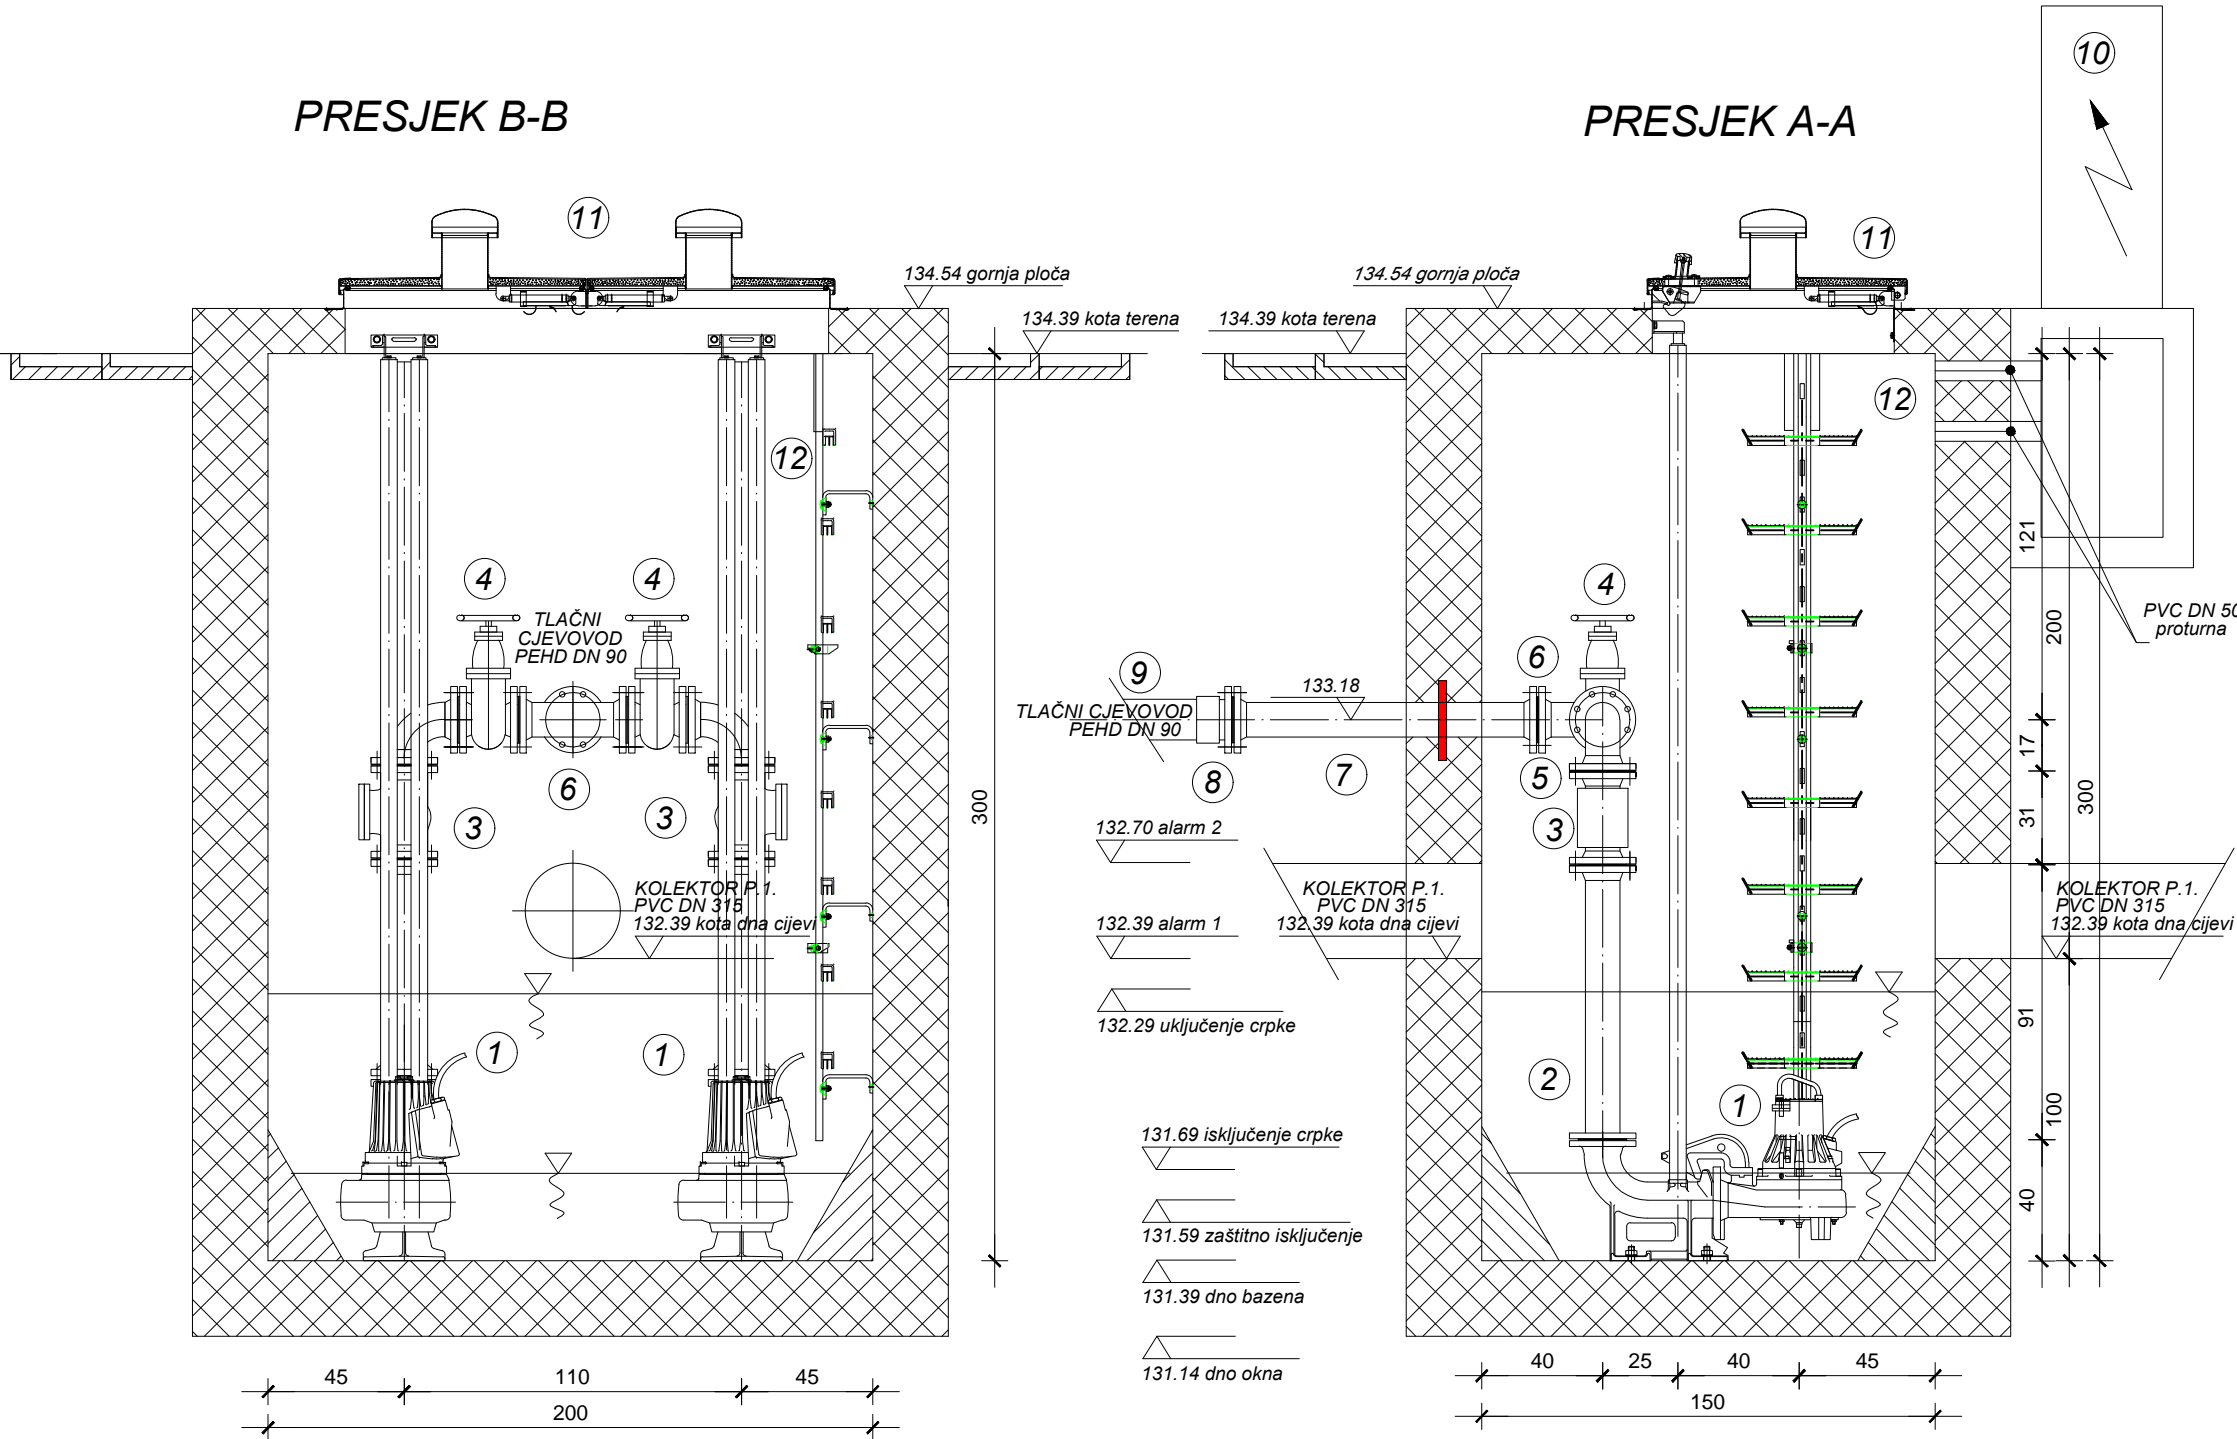 PRESJEK B-B
PRESJEK A-A
10
11
11
134.54 gornja ploča
134.54 gornja ploča
134.39 kota terena
134.39 kota terena
12
12
4
4
4
TLAČNI
CJEVOVOD
PEHD DN 90
121
200
PVC DN 50
proturna
9
6
133.18
TLAČNI CJEVOVOD
PEHD DN 90
17
6
8
7
5
3
3
3
300
31
300
132.70 alarm 2
KOLEKTOR P.1.
PVC DN 315
132.39 kota dna cijevi
132.39 alarm 1
KOLEKTOR P.1.
PVC DN 315
132.39 kota dna cijevi
KOLEKTOR P.1.
PVC DN 315
132.39 kota dna cijevi
132.29 uključenje crpke
91
1
1
2
1
100
131.69 isključenje crpke
40
131.59 zaštitno isključenje
131.39 dno bazena
131.14 dno okna
45
110
45
200
40
25
40
45
150